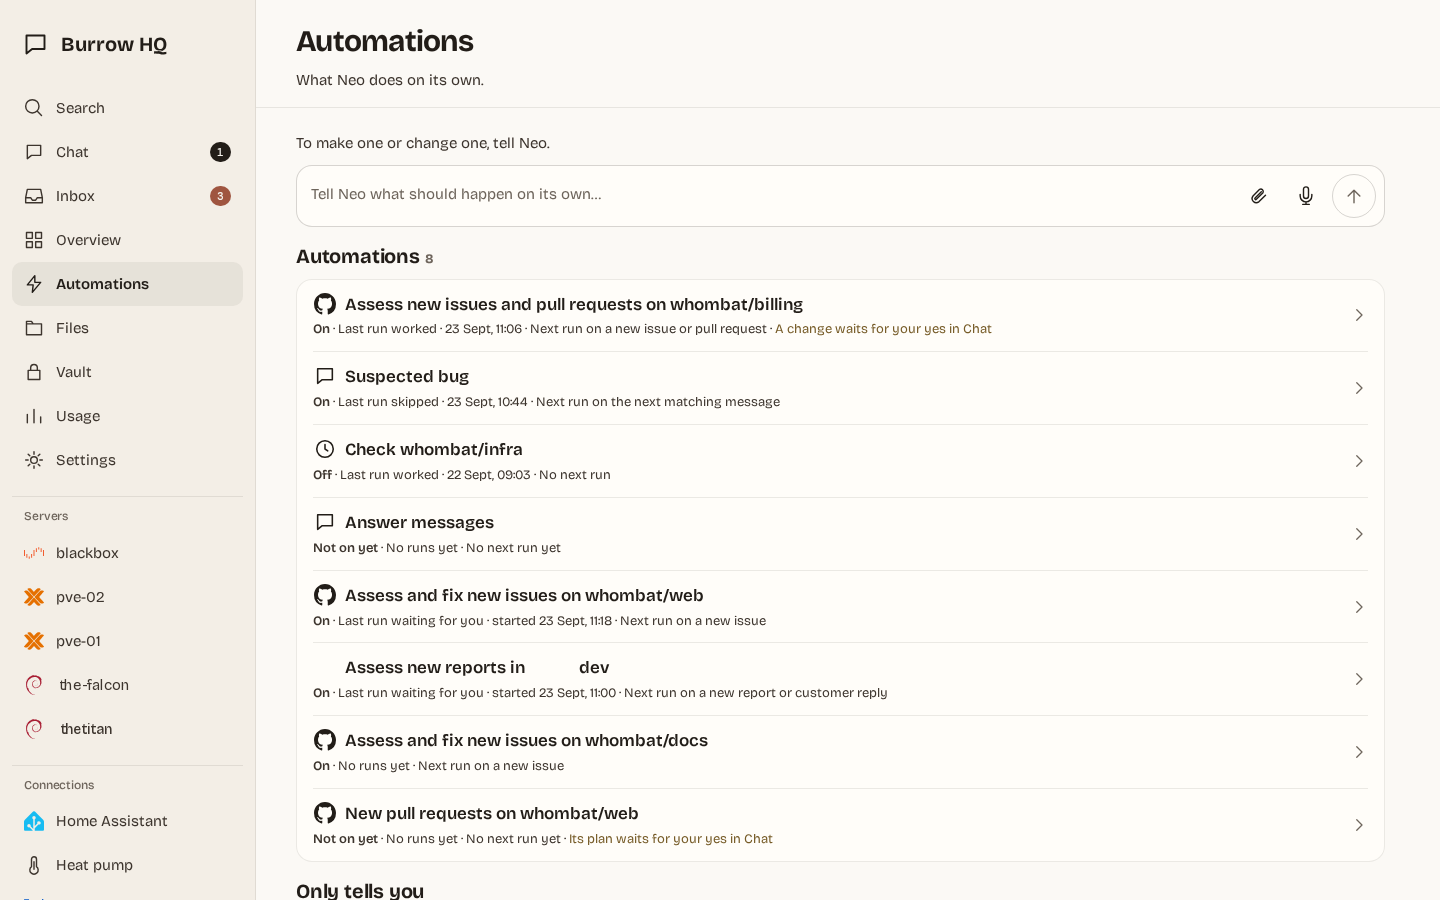 Burrow HQ
Search
Chat 1
Inbox 3
Overview
Automations
Files
Vault
Usage
Settings
Servers
blackbox
pve-02
pve-01
the-falcon
thetitan
Connections
Home Assistant
Heat pump
Automations
What Neo does on its own.
To make one or change one, tell Neo.
Tell Neo what should happen on its own...
Automations 8
Assess new issues and pull requests on whombat/billing
On · Last run worked · 23 Sept, 11:06 · Next run on a new issue or pull request · A change waits for your yes in Chat
Suspected bug
On · Last run skipped · 23 Sept, 10:44 · Next run on the next matching message
Check whombat/infra
Off · Last run worked · 22 Sept, 09:03 · No next run
Answer messages
Not on yet · No runs yet · No next run yet
Assess and fix new issues on whombat/web
On · Last run waiting for you · started 23 Sept, 11:18 · Next run on a new issue
Assess new reports in dev
On · Last run waiting for you · started 23 Sept, 11:00 · Next run on a new report or customer reply
Assess and fix new issues on whombat/docs
On · No runs yet · Next run on a new issue
New pull requests on whombat/web
Not on yet · No runs yet · No next run yet · Its plan waits for your yes in Chat
Only tells you